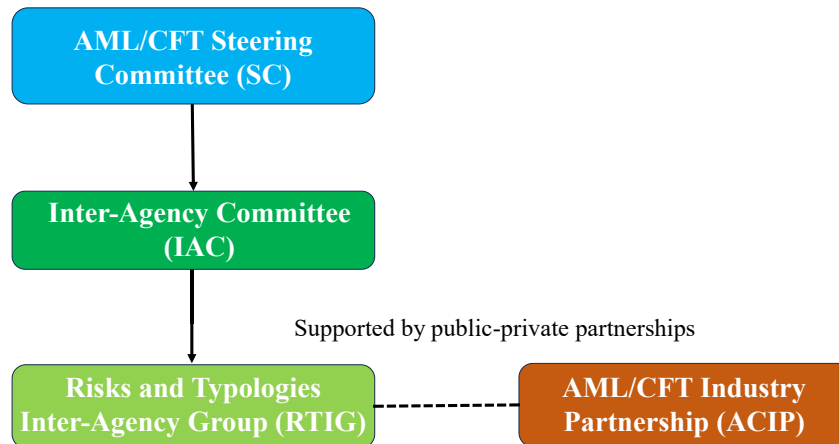 AML/CFT Steering
Committee (SC)
Inter-Agency Committee
(IAC)
Supported by public-private partnerships
Risks and Typologies
Inter-Agency Group (RTIG)
AML/CFT Industry
Partnership (ACIP)